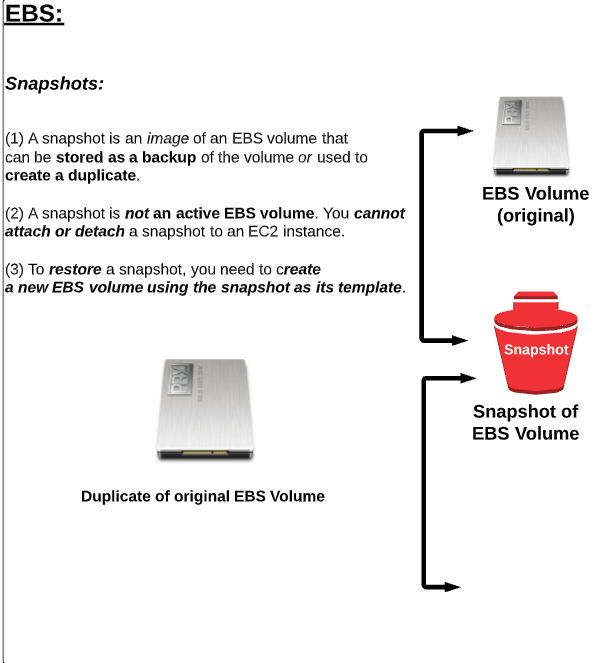 EBS:
Snapshots:
(1) A snapshot is an image of an EBS volume that
can be stored as a backup of the volume or used to
create a duplicate.
(2) A snapshot is not an active EBS volume. You cannot
attach or detach a snapshot to an EC2 instance.
(3) To restore a snapshot, you need to create
a new EBS volume using the snapshot as its template.
EBS Volume
(original)
Snapshot
Snapshot of
EBS Volume
Duplicate of original EBS Volume